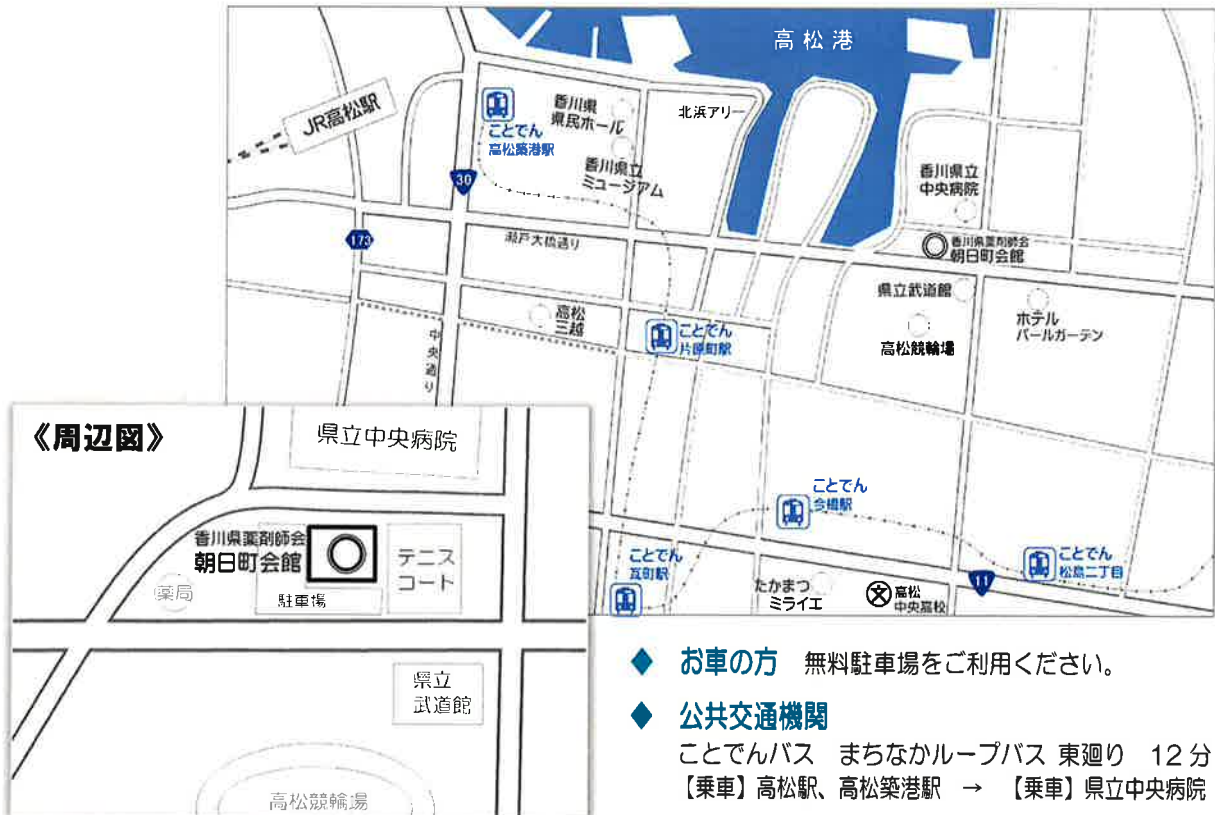 高松港
JR高松駅
ことでん
高松築港駅
香川県
県民ホール
北浜アリー
香川県立
ミュージアム
香川県立
中央病院
30
173
瀬戸大橋通り
香川県薬剤師会
朝日町会館
県立武道館
高松
三越
ことでん
片原町駅
高松競輪場
ホテル
パールガーデン
中央通り
ことでん
今橋駅
ことでん
瓦町駅
たかまつ
ミライエ
文
高松
中央高校
11
ことでん
松島二丁目
《周辺図》
県立中央病院
香川県薬剤師会
朝日町会館
テニス
コート
薬局
駐車場
県立
武道館
高松競輪場
◆ お車の方 無料駐車場をご利用ください。
◆ 公共交通機関
ことでんバス まちなかループバス 東廻り 12分
【乗車】高松駅、高松築港駅 → 【乗車】県立中央病院